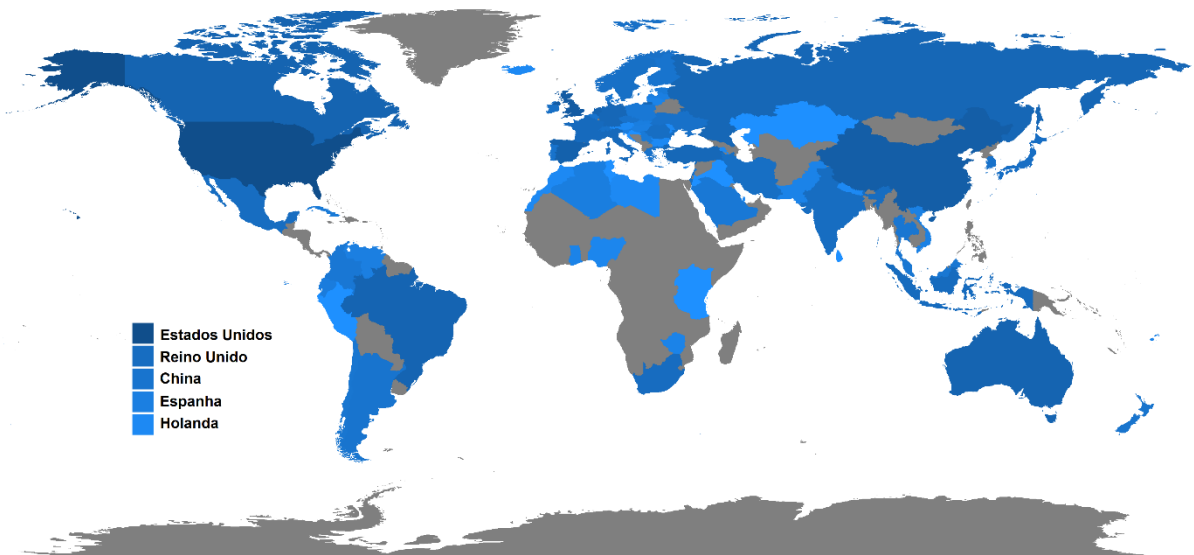 Estados Unidos
Reino Unido
China
Espanha
Holanda